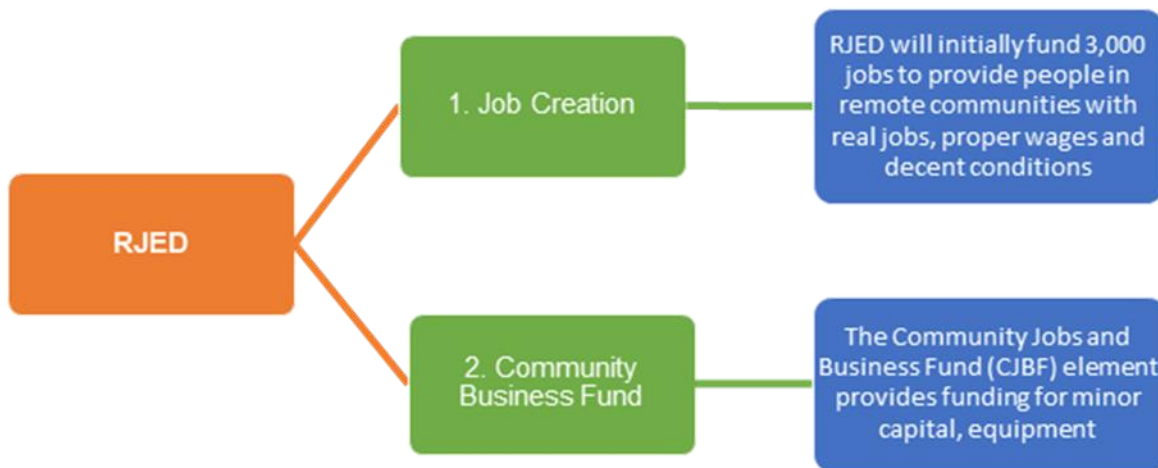 RJED
1. Job Creation
RJED will initially fund 3,000
jobs to provide people in
remote communities with
real jobs, proper wages and
decent conditions
2. Community
Business Fund
The Community Jobs and
Business Fund (CJBF) element
provides funding for minor
capital, equipment